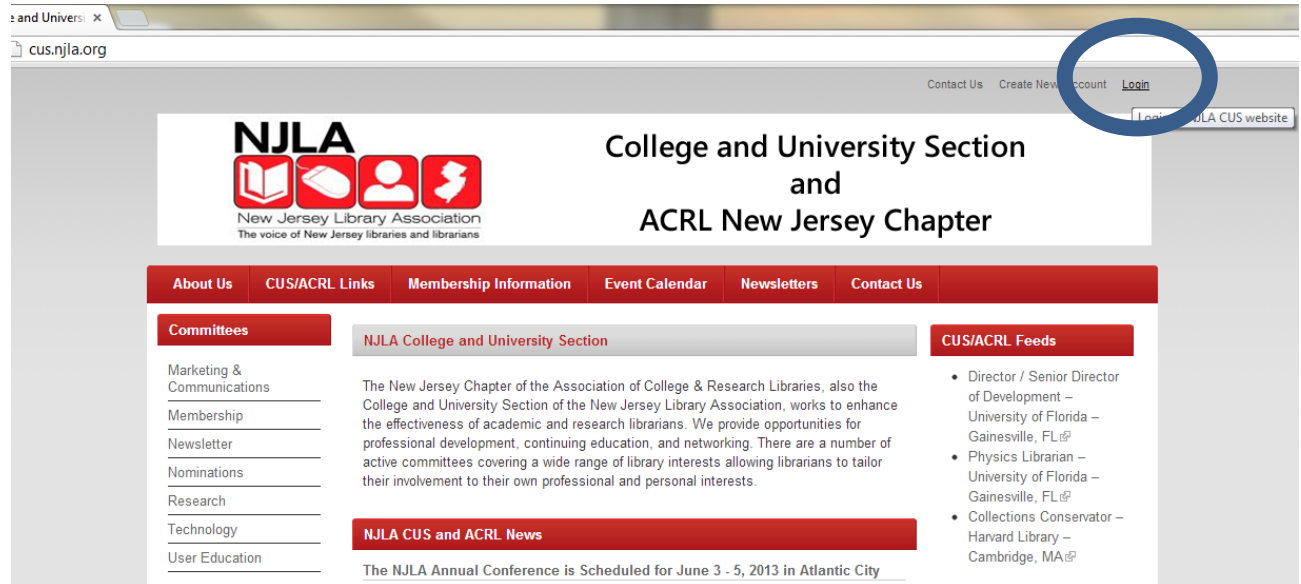 e and Universi ×
cus.njla.org
Contact Us Create New Account Login
NJLA CUS website
NJLA
New Jersey Library Association
The voice of New Jersey libraries and librarians
College and University Section
and
ACRL New Jersey Chapter
About Us CUS/ACRL Links Membership Information Event Calendar Newsletters Contact Us
Committees
Marketing &
Communications
Membership
Newsletter
Nominations
Research
Technology
User Education
NJLA College and University Section
The New Jersey Chapter of the Association of College & Research Libraries, also the
College and University Section of the New Jersey Library Association, works to enhance
the effectiveness of academic and research librarians. We provide opportunities for
professional development, continuing education, and networking. There are a number of
active committees covering a wide range of library interests allowing librarians to tailor
their involvement to their own professional and personal interests.
NJLA CUS and ACRL News
The NJLA Annual Conference is Scheduled for June 3 - 5, 2013 in Atlantic City
CUS/ACRL Feeds
• Director / Senior Director
of Development –
University of Florida –
Gainesville, FL
• Physics Librarian –
University of Florida –
Gainesville, FL
• Collections Conservator –
Harvard Library –
Cambridge, MA